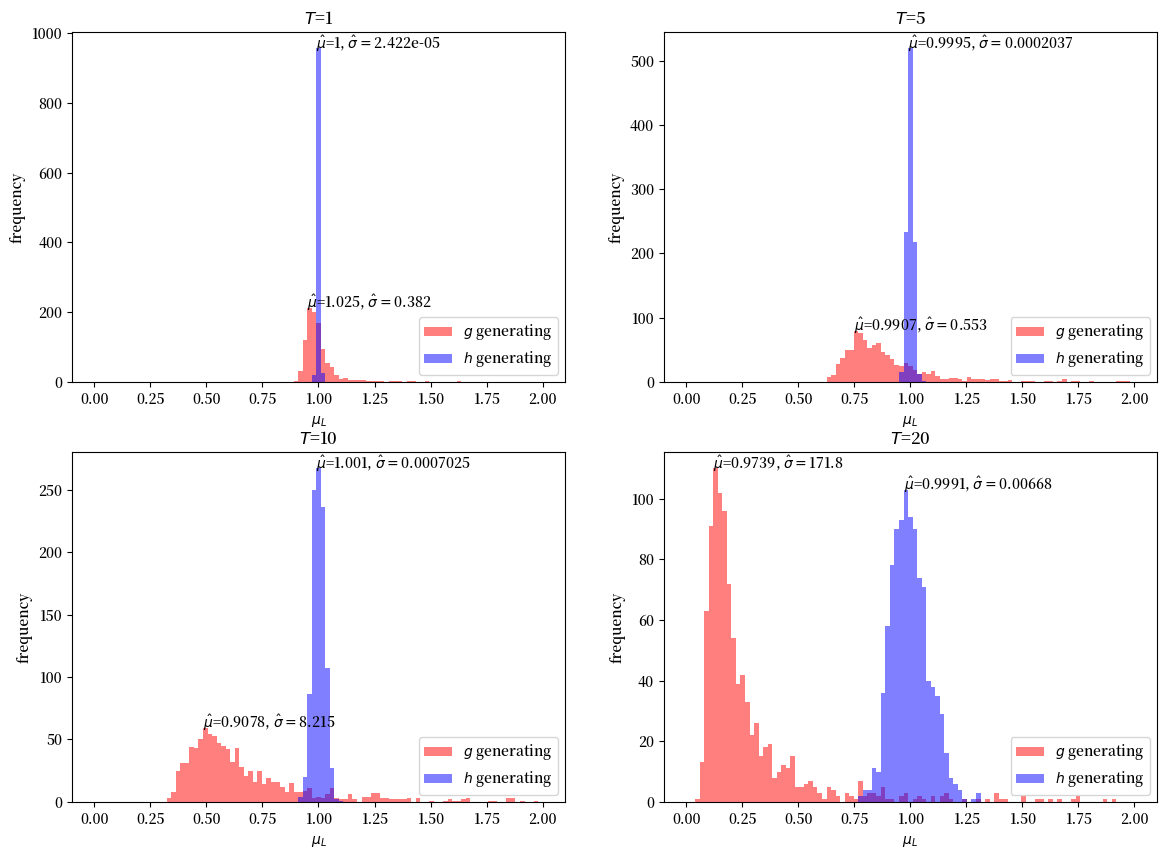 T=1
1000
800
600
400
200
0
frequency
μ̂=1, σ̂ = 2.422e-05
μ̂=1.025, σ̂ = 0.382
g generating
h generating
0.00 0.25 0.50 0.75 1.00 1.25 1.50 1.75 2.00
μL
T=5
500
400
300
200
100
0
frequency
μ̂=0.9995, σ̂ = 0.0002037
μ̂=0.9907, σ̂ = 0.553
g generating
h generating
0.00 0.25 0.50 0.75 1.00 1.25 1.50 1.75 2.00
μL
T=10
250
200
150
100
50
0
frequency
μ̂=1.001, σ̂ = 0.0007025
μ̂=0.9078, σ̂ = 8.215
g generating
h generating
0.00 0.25 0.50 0.75 1.00 1.25 1.50 1.75 2.00
μL
T=20
100
80
60
40
20
0
frequency
μ̂=0.9739, σ̂ = 171.8
μ̂=0.9991, σ̂ = 0.00668
g generating
h generating
0.00 0.25 0.50 0.75 1.00 1.25 1.50 1.75 2.00
μL